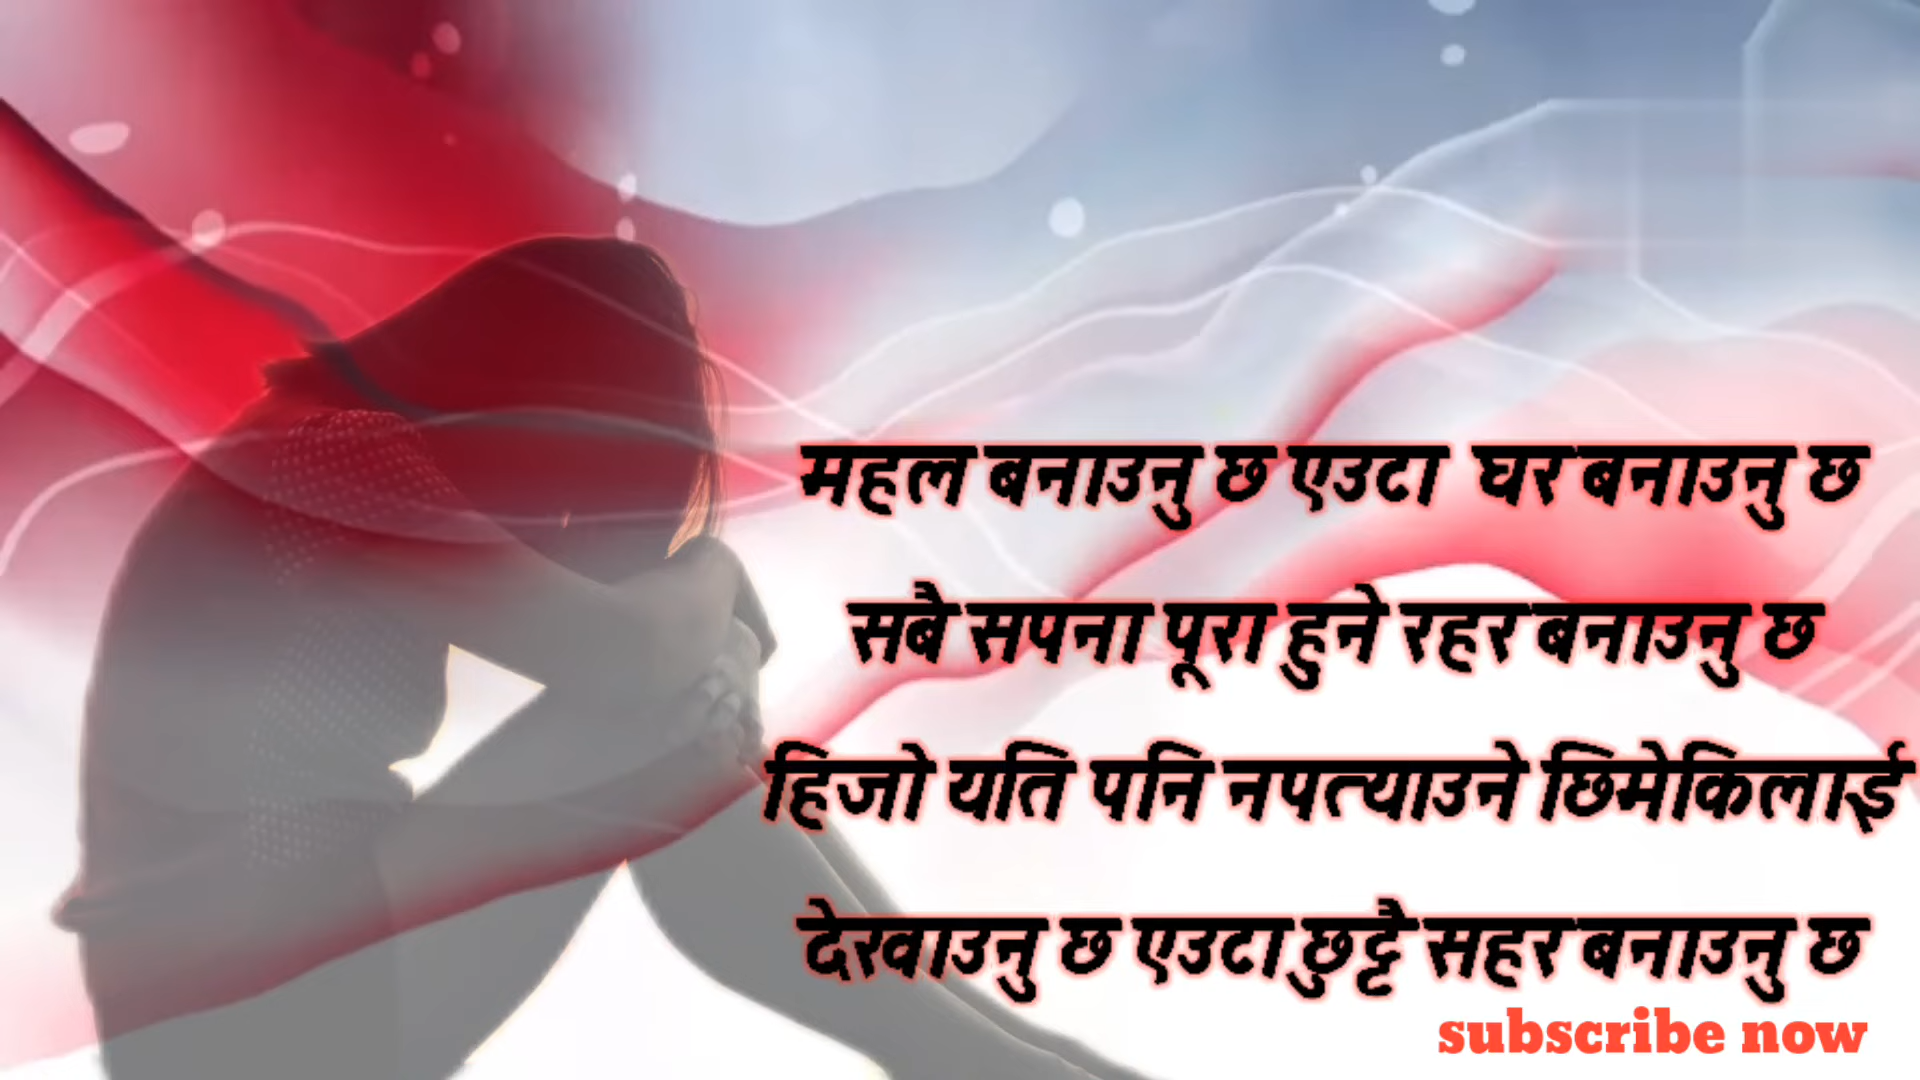 महल बनाउनु छ एउटा घर बनाउनु छ
सबै सपना पूरा हुने रहर बनाउनु छ
हिजो यति पनि नपत्याउने छिमेकिलाई
देखाउनु छ एउटा छुट्टै सहर बनाउनु छ
subscribe now